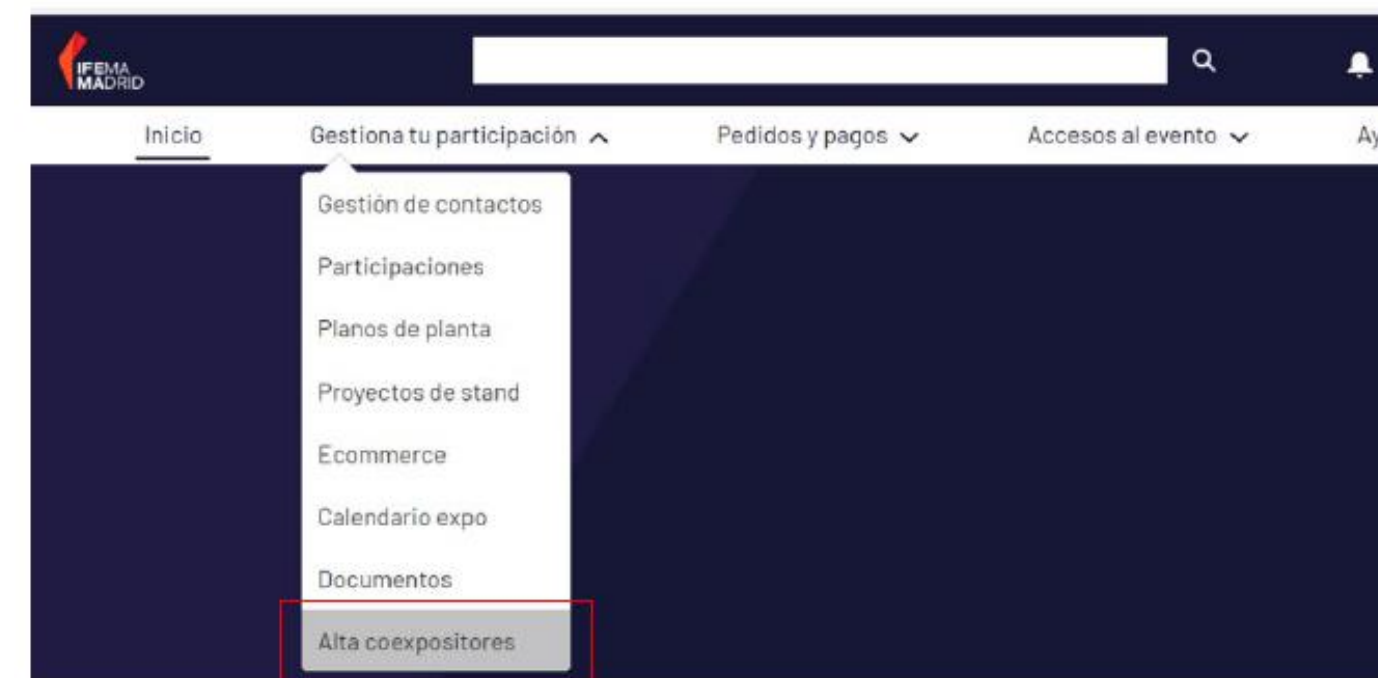 IFEMA
MADRID
Inicio Gestiona tu participación Pedidos y pagos Accesos al evento Ay
Gestión de contactos
Participaciones
Planos de planta
Proyectos de stand
Ecommerce
Calendario expo
Documentos
Alta coexpositores